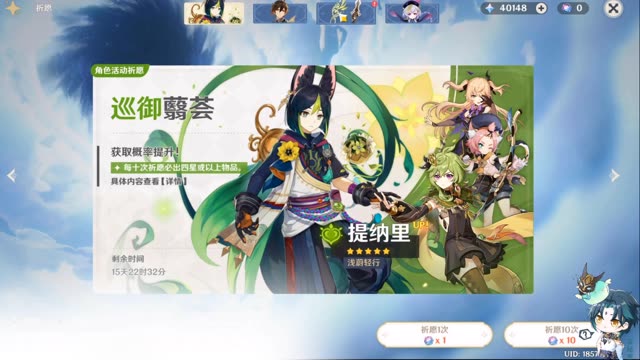 祈愿
40148
0
角色活动祈愿
巡御蘙荟
获取概率提升!
每十次祈愿必出四星或以上物品。
具体内容查看【详情】
提纳里
UP!
浅蔚轻行
剩余时间
15天22时32分
祈愿1次
x 1
祈愿10次
x 10
?